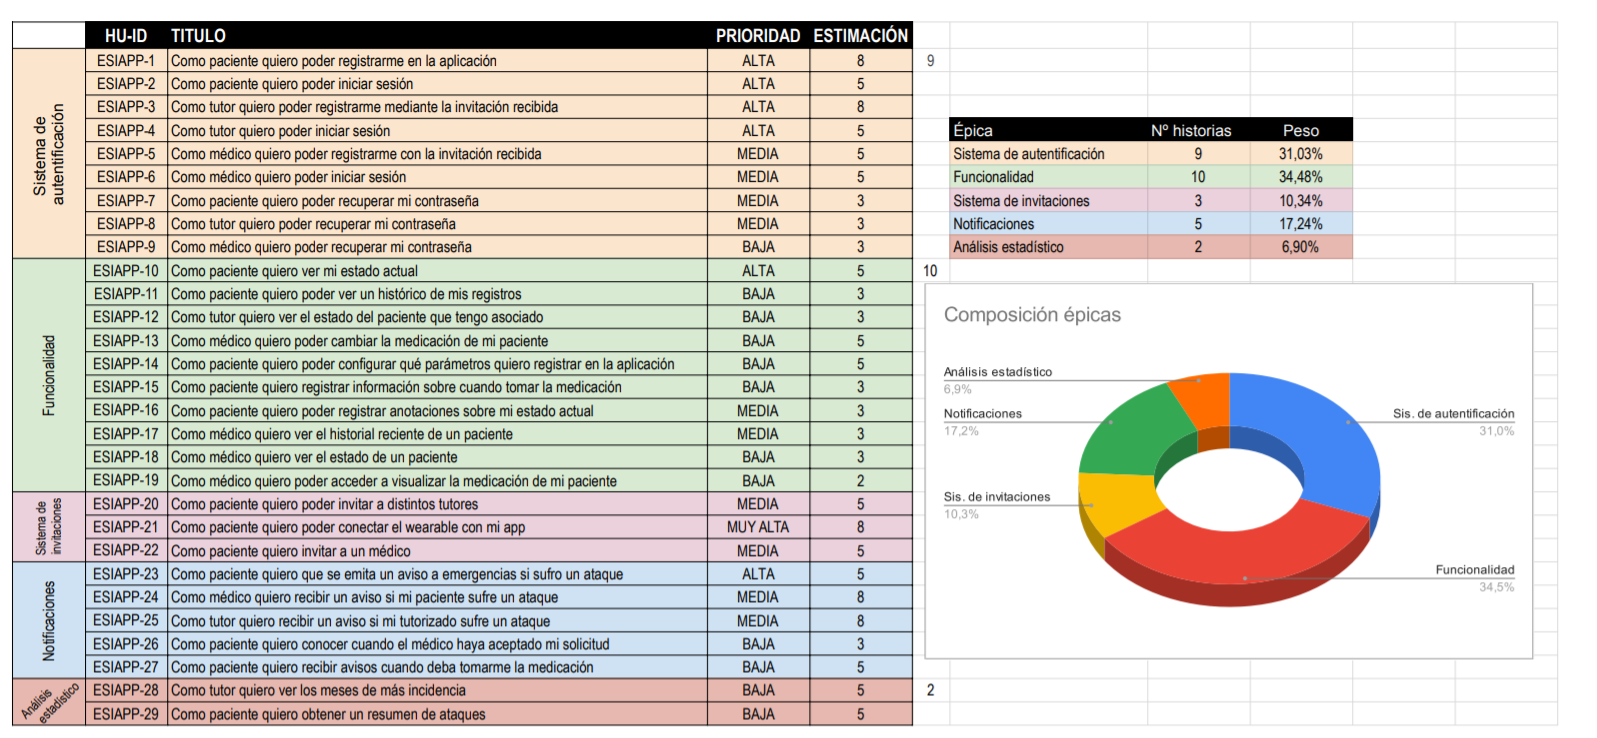 HU-ID TITULO PRIORIDAD ESTIMACIÓN
Sistema de autentificación
ESIAPP-1 Como paciente quiero poder registrarme en la aplicación ALTA 8 9
ESIAPP-2 Como paciente quiero poder iniciar sesión ALTA 5
ESIAPP-3 Como tutor quiero poder registrarme mediante la invitación recibida ALTA 8
ESIAPP-4 Como tutor quiero poder iniciar sesión ALTA 5
ESIAPP-5 Como médico quiero poder registrarme con la invitación recibida MEDIA 5
ESIAPP-6 Como médico quiero poder iniciar sesión MEDIA 5
ESIAPP-7 Como paciente quiero poder recuperar mi contraseña MEDIA 3
ESIAPP-8 Como tutor quiero poder recuperar mi contraseña MEDIA 3
ESIAPP-9 Como médico quiero poder recuperar mi contraseña BAJA 3
Funcionalidad
ESIAPP-10 Como paciente quiero ver mi estado actual ALTA 5 10
ESIAPP-11 Como paciente quiero poder ver un histórico de mis registros BAJA 3
ESIAPP-12 Como tutor quiero ver el estado del paciente que tengo asociado BAJA 3
ESIAPP-13 Como médico quiero poder cambiar la medicación de mi paciente BAJA 5
ESIAPP-14 Como paciente quiero poder configurar qué parámetros quiero registrar en la aplicación BAJA 5
ESIAPP-15 Como paciente quiero registrar información sobre cuando tomar la medicación BAJA 3
ESIAPP-16 Como paciente quiero poder registrar anotaciones sobre mi estado actual MEDIA 3
ESIAPP-17 Como médico quiero ver el historial reciente de un paciente MEDIA 3
ESIAPP-18 Como médico quiero ver el estado de un paciente BAJA 3
ESIAPP-19 Como médico quiero poder acceder a visualizar la medicación de mi paciente BAJA 2
Sistema de invitaciones
ESIAPP-20 Como paciente quiero poder invitar a distintos tutores MEDIA 5
ESIAPP-21 Como paciente quiero poder conectar el wearable con mi app MUY ALTA 8
ESIAPP-22 Como paciente quiero invitar a un médico MEDIA 5
Notificaciones
ESIAPP-23 Como paciente quiero que se emita un aviso a emergencias si sufro un ataque ALTA 5
ESIAPP-24 Como médico quiero recibir un aviso si mi paciente sufre un ataque MEDIA 8
ESIAPP-25 Como tutor quiero recibir un aviso si mi tutorizado sufre un ataque MEDIA 8
ESIAPP-26 Como paciente quiero conocer cuando el médico haya aceptado mi solicitud BAJA 3
ESIAPP-27 Como paciente quiero recibir avisos cuando deba tomarme la medicación BAJA 5
Análisis estadístico
ESIAPP-28 Como tutor quiero ver los meses de más incidencia BAJA 5 2
ESIAPP-29 Como paciente quiero obtener un resumen de ataques BAJA 5
Épica Nº historias Peso
Sistema de autentificación 9 31,03%
Funcionalidad 10 34,48%
Sistema de invitaciones 3 10,34%
Notificaciones 5 17,24%
Análisis estadístico 2 6,90%
Composición épicas
Análisis estadístico
6,9%
Notificaciones
17,2%
Sis. de autentificación
31,0%
Sis. de invitaciones
10,3%
Funcionalidad
34,5%